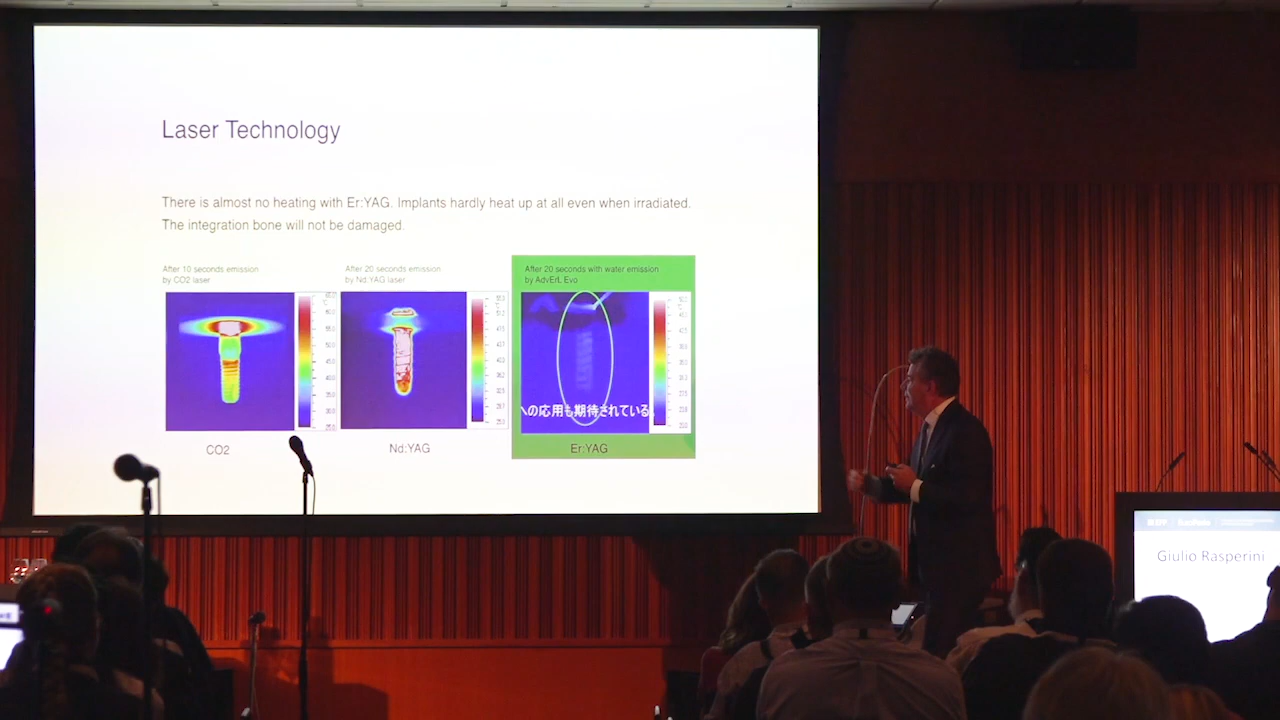 Laser Technology
There is almost no heating with Er:YAG. Implants hardly heat up at all even when irradiated.
The integration bone will not be damaged.
After 10 seconds emission
by CO2 laser
After 20 seconds emission
by Nd:YAG laser
After 20 seconds with water emission
by AdvErL Evo
への応用も期待されている
CO2
Nd:YAG
Er:YAG
Giulio Rasperini